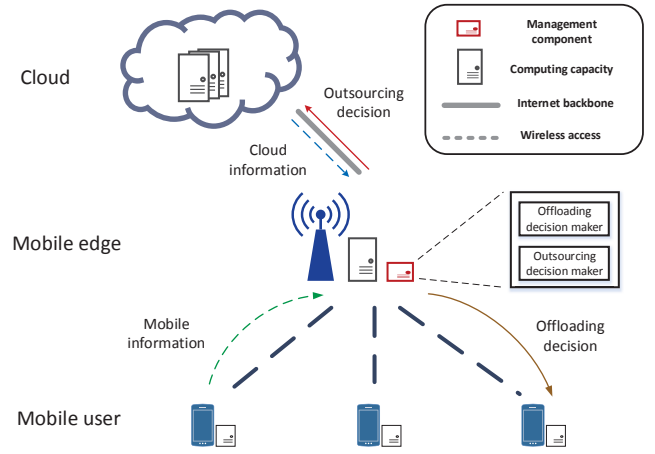 Cloud
Outsourcing
decision
Cloud
information
Management
component
Computing capacity
Internet backbone
Wireless access
Mobile edge
Offloading
decision maker
Outsourcing
decision maker
Mobile
information
Offloading
decision
Mobile user